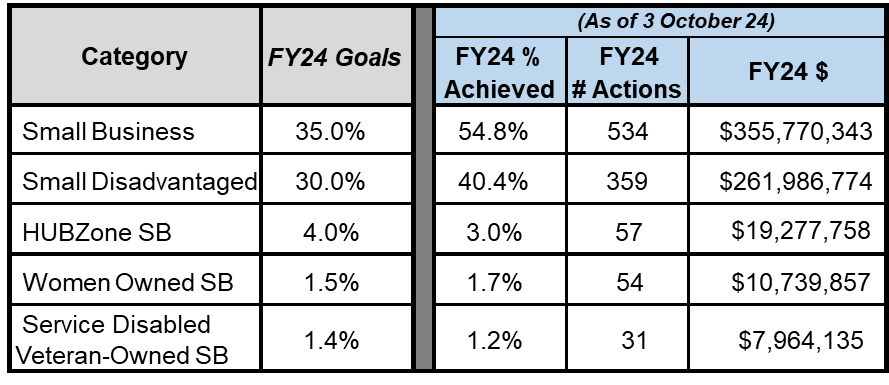 (As of 3 October 24)
Category FY24 Goals FY24 % Achieved FY24 # Actions FY24 $
Small Business 35.0% 54.8% 534 $355,770,343
Small Disadvantaged 30.0% 40.4% 359 $261,986,774
HUBZone SB 4.0% 3.0% 57 $19,277,758
Women Owned SB 1.5% 1.7% 54 $10,739,857
Service Disabled
Veteran-Owned SB 1.4% 1.2% 31 $7,964,135